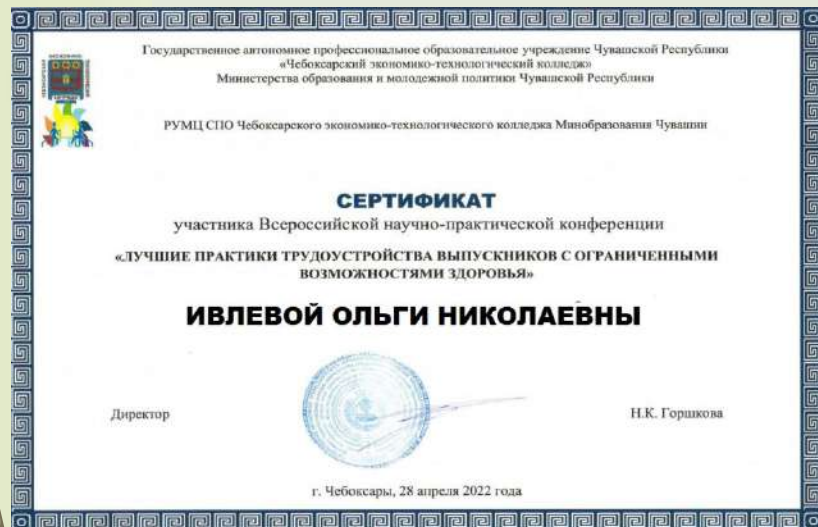 Государственное автономное профессиональное образовательное учреждение Чувашской Республики
«Чебоксарский экономико-технологический колледж»
Министерства образования и молодежной политики Чувашской Республики
РУМЦ СПО Чебоксарского экономико-технологического колледжа Минобразования Чувашии
СЕРТИФИКАТ
участника Всероссийской научно-практической конференции
«ЛУЧШИЕ ПРАКТИКИ ТРУДОУСТРОЙСТВА ВЫПУСКНИКОВ С ОГРАНИЧЕННЫМИ
ВОЗМОЖНОСТЯМИ ЗДОРОВЬЯ»
ИВЛЕВОЙ ОЛЬГИ НИКОЛАЕВНЫ
Директор
Н.К. Горшкова
г. Чебоксары, 28 апреля 2022 года